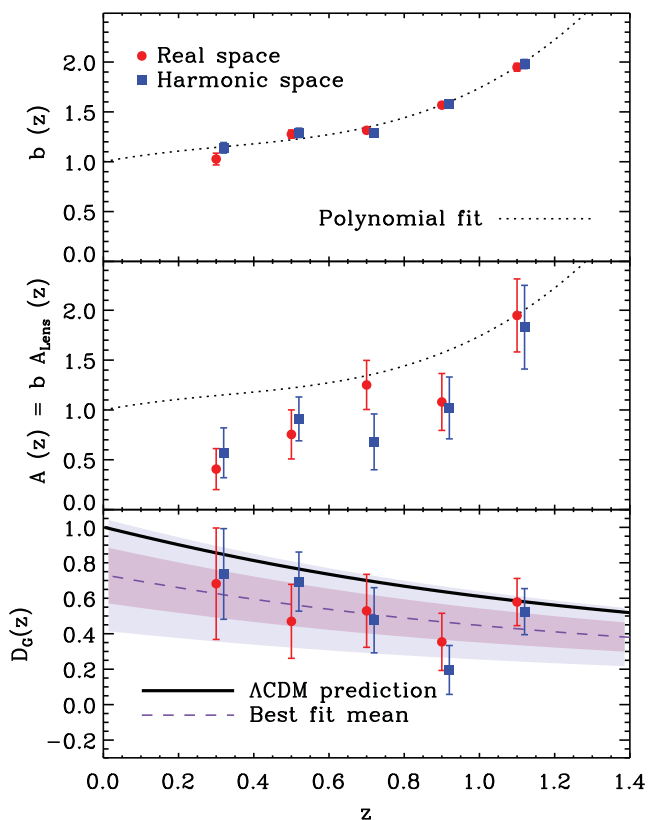 Real space
Harmonic space
2.0
1.5
1.0
0.5
0.0
b (z)
Polynomial fit
2.0
1.5
1.0
0.5
0.0
A (z) = b A_Lens (z)
1.0
0.8
0.6
0.4
0.2
0.0
−0.2
D_G(z)
ΛCDM prediction
Best fit mean
0.0 0.2 0.4 0.6 0.8 1.0 1.2 1.4
z